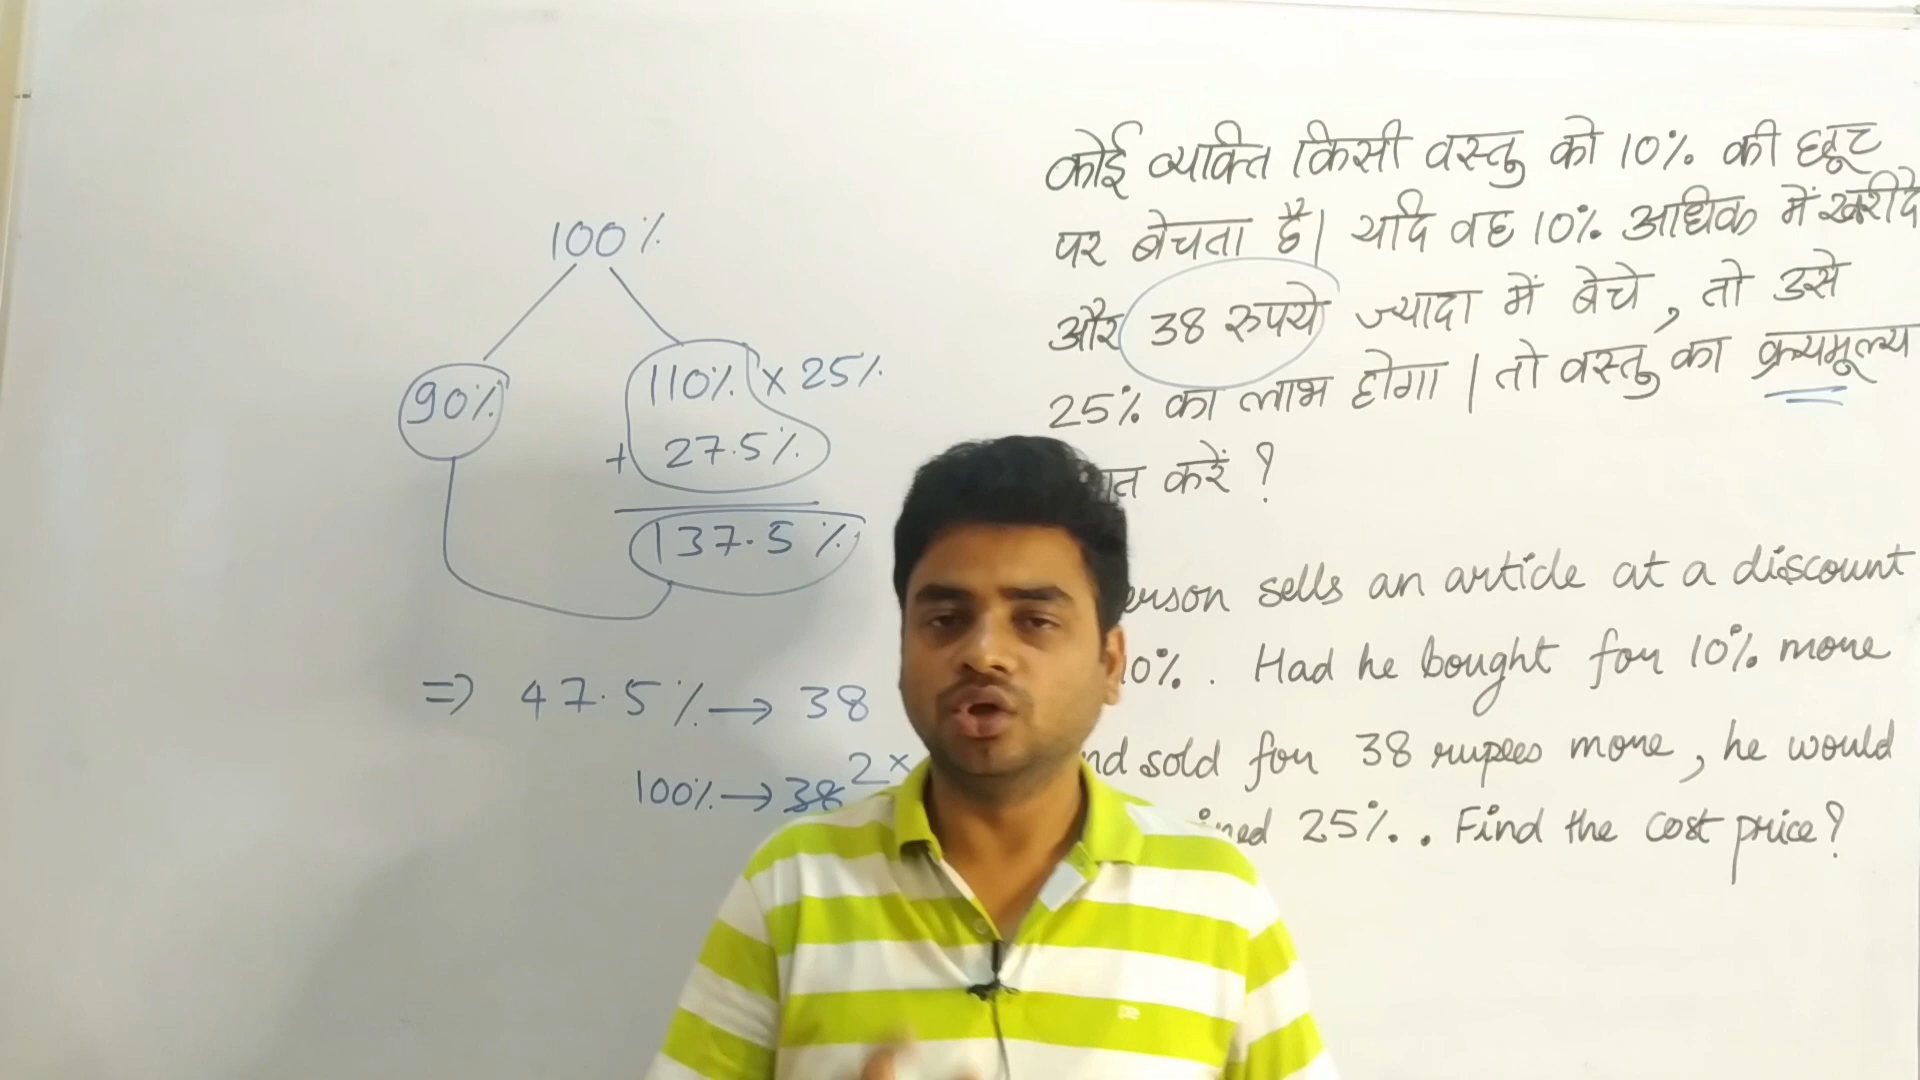 100%
90%
110% x 25%
+ 27.5%
137.5%
=) 47.5% → 38
100% → 38 2 x
कोई व्यक्ति किसी वस्तु को 10% की छूट
पर बेचता है| यदि वह 10% अधिक में खरीदे
और 38 रुपये ज्यादा में बेचे, तो उसे
25% का लाभ होगा | तो वस्तु का क्रयमूल्य
करें ?
sells an article at a discount
10%. Had he bought for 10% more
sold for 38 rupees more, he would
25%. . Find the cost price?